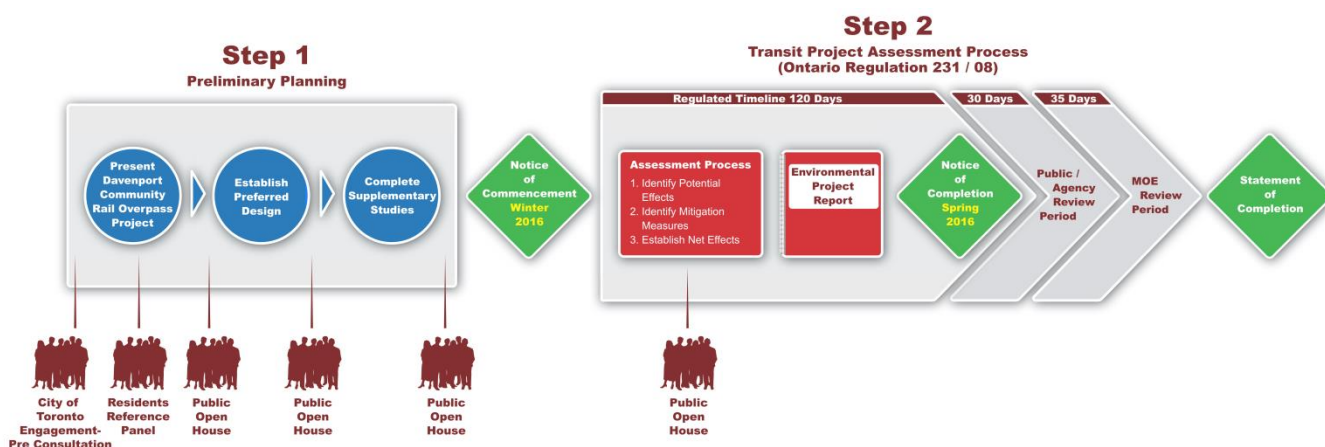 Step 1
Preliminary Planning
Present
Davenport
Community
Rail Overpass
Project
Establish
Preferred
Design
Complete
Supplementary
Studies
City of
Toronto
Engagement-
Pre Consultation
Residents
Reference
Panel
Public
Open
House
Public
Open
House
Public
Open
House
Notice
of
Commencement
Winter
2016
Step 2
Transit Project Assessment Process
(Ontario Regulation 231 / 08)
Regulated Timeline 120 Days
30 Days
35 Days
Assessment Process
1. Identify Potential
Effects
2. Identify Mitigation
Measures
3. Establish Net Effects
Environmental
Project
Report
Notice
of
Completion
Spring
2016
Public /
Agency
Review
Period
MOE
Review
Period
Statement
of
Completion
Public
Open
House